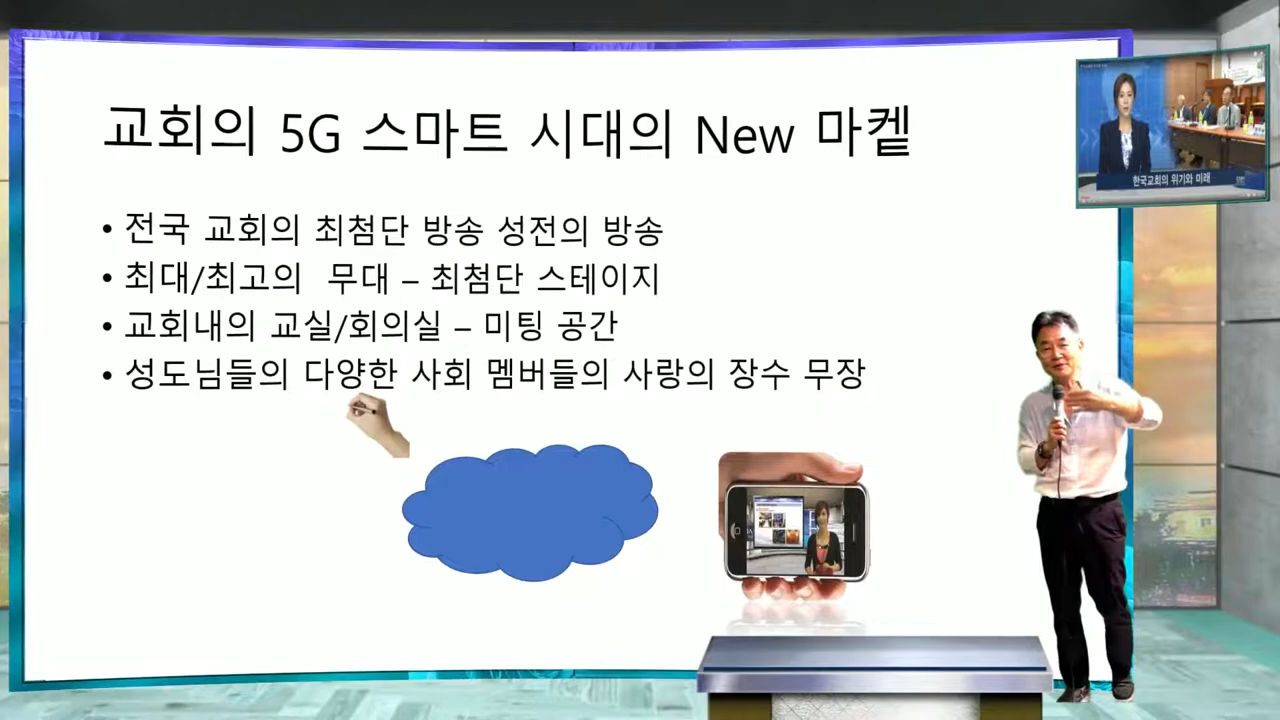 교회의 5G 스마트 시대의 New 마켙
• 전국 교회의 최첨단 방송 성전의 방송
• 최대/최고의 무대 – 최첨단 스테이지
• 교회내의 교실/회의실 – 미팅 공간
• 성도님들의 다양한 사회 멤버들의 사랑의 장수 무장
한국교회의 위기와 미래